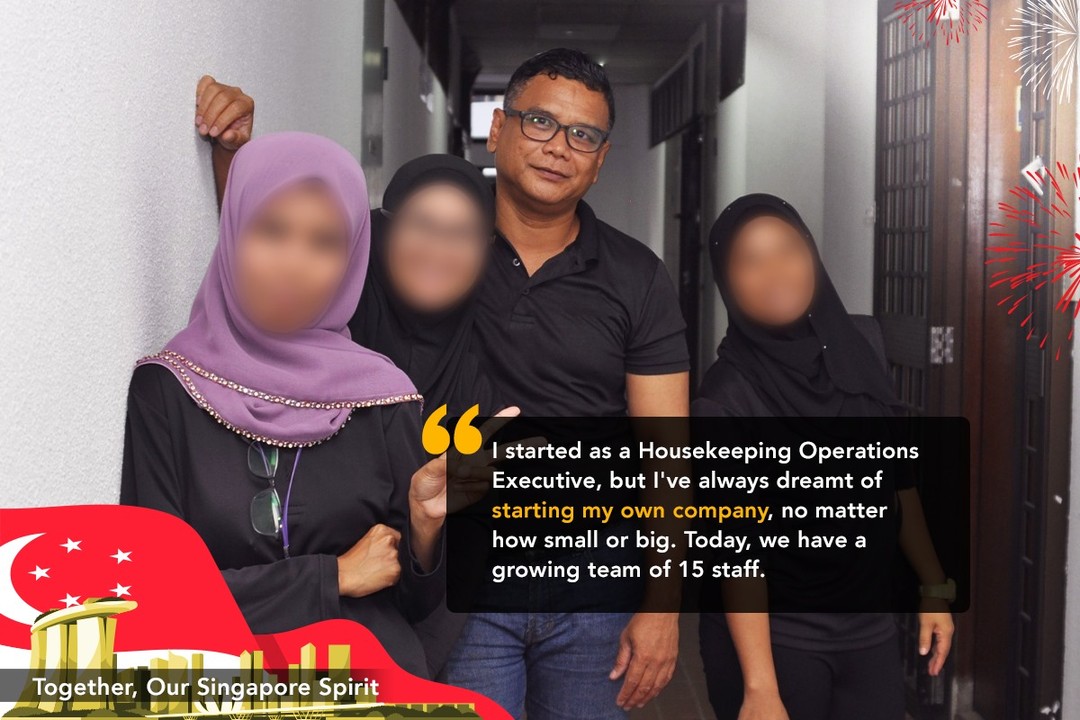 I started as a Housekeeping Operations
Executive, but I've always dreamt of
starting my own company, no matter
how small or big. Today, we have a
growing team of 15 staff.
Together, Our Singapore Spirit